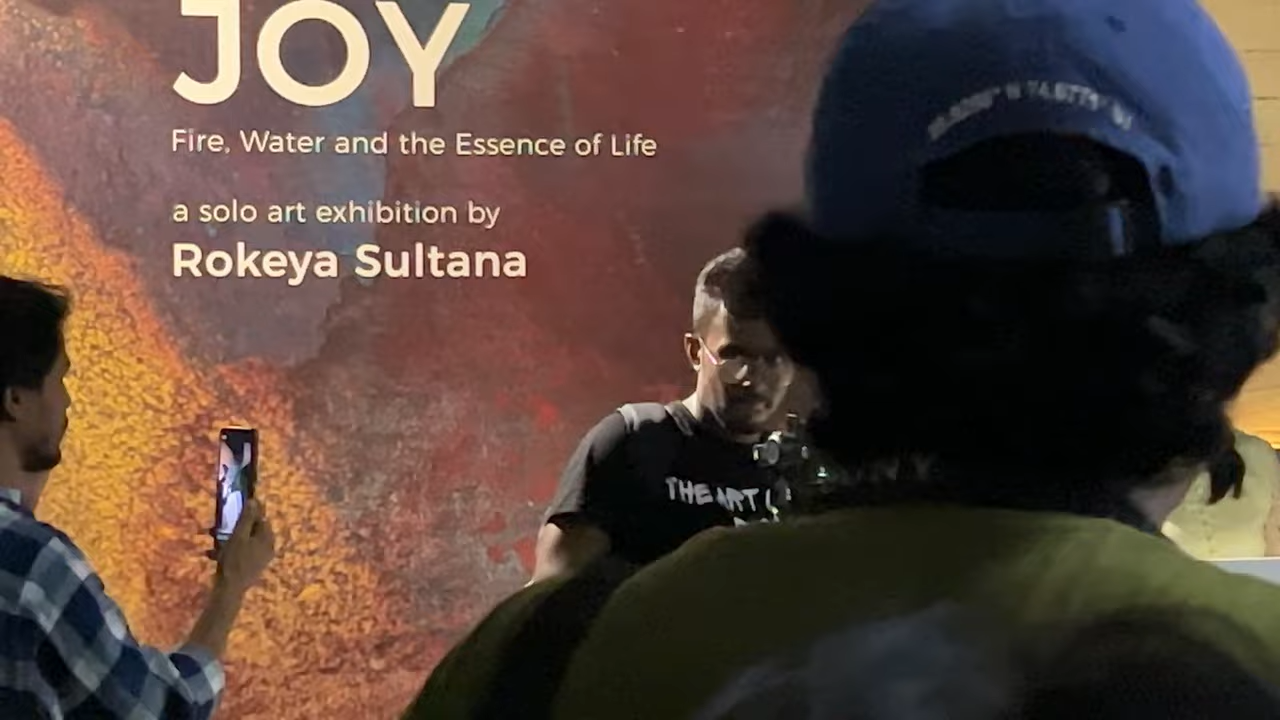 JOY
Fire, Water and the Essence of Life
a solo art exhibition by
Rokeya Sultana
THE ART